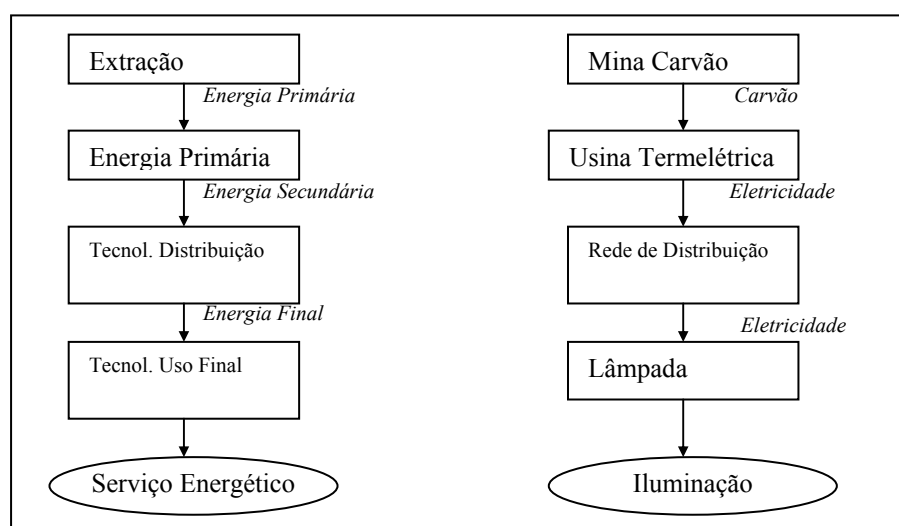 Extração
Energia Primária
Energia Primária
Energia Secundária
Tecnol. Distribuição
Energia Final
Tecnol. Uso Final
Serviço Energético
Mina Carvão
Carvão
Usina Termelétrica
Eletricidade
Rede de Distribuição
Eletricidade
Lâmpada
Iluminação